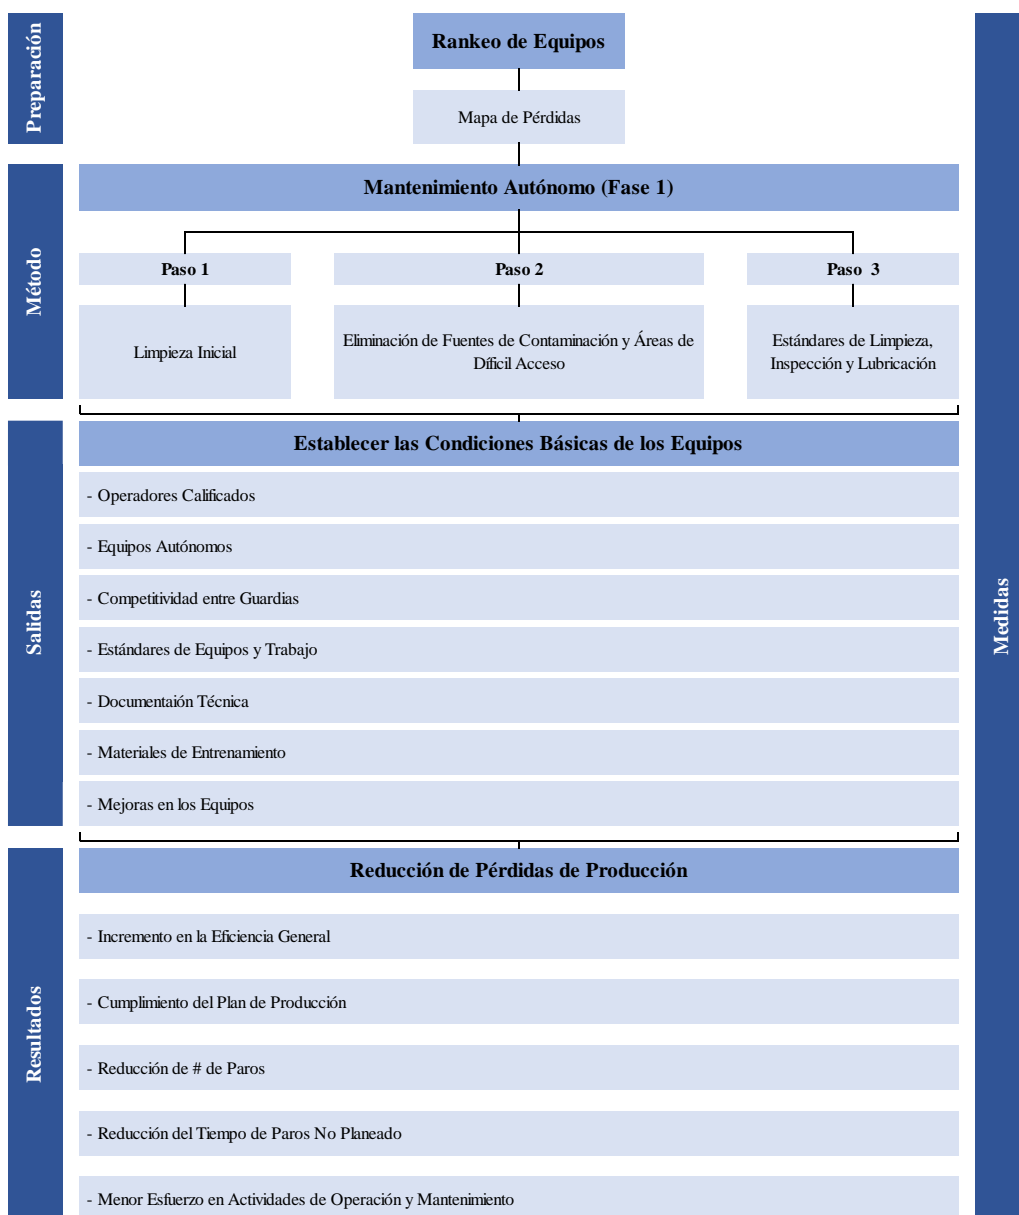 Preparación
Rankeo de Equipos
Mapa de Pérdidas
Método
Mantenimiento Autónomo (Fase 1)
Paso 1
Paso 2
Paso 3
Limpieza Inicial
Eliminación de Fuentes de Contaminación y Áreas de
Díficil Acceso
Estándares de Limpieza,
Inspección y Lubricación
Salidas
Establecer las Condiciones Básicas de los Equipos
- Operadores Calificados
- Equipos Autónomos
- Competitividad entre Guardias
- Estándares de Equipos y Trabajo
- Documentaión Técnica
- Materiales de Entrenamiento
- Mejoras en los Equipos
Resultados
Reducción de Pérdidas de Producción
- Incremento en la Eficiencia General
- Cumplimiento del Plan de Producción
- Reducción de # de Paros
- Reducción del Tiempo de Paros No Planeado
- Menor Esfuerzo en Actividades de Operación y Mantenimiento
Medidas